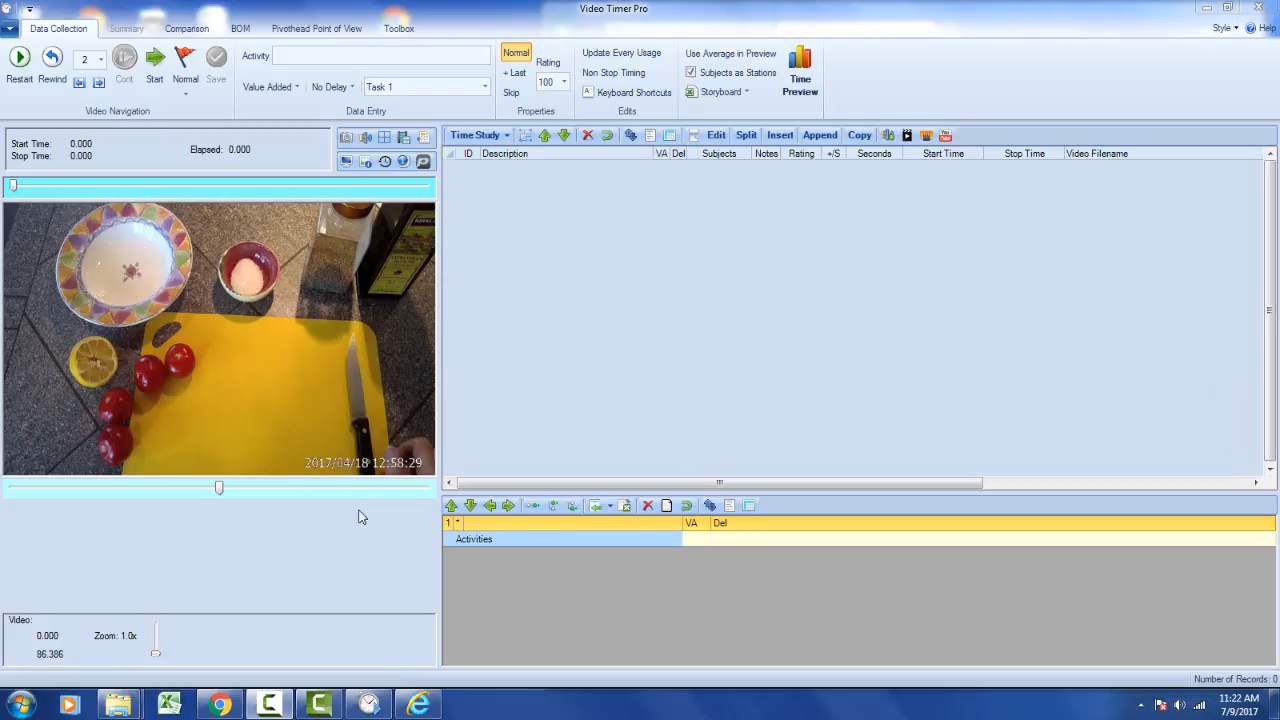 Video Timer Pro
Data Collection Summary Comparison BOM Pivothead Point of View Toolbox Style Help
Restart Rewind 2 Cont Start Normal Save
Video Navigation
Activity
Value Added No Delay Task 1
Data Entry
Normal
+ Last
Skip
Rating
100
Properties
Update Every Usage
Non Stop Timing
Keyboard Shortcuts
Edits
Use Average in Preview
Subjects as Stations
Storyboard
Time
Preview
Start Time: 0.000
Stop Time: 0.000
Elapsed: 0.000
Time Study Edit Split Insert Append Copy
ID Description VA Del Subjects Notes Rating +/S Seconds Start Time Stop Time Video Filename
2017/04/18 12:58:29
1 * VA Del
Activities
Video:
0.000 Zoom: 1.0x
86.386
Number of Records: 0
11:22 AM
7/9/2017